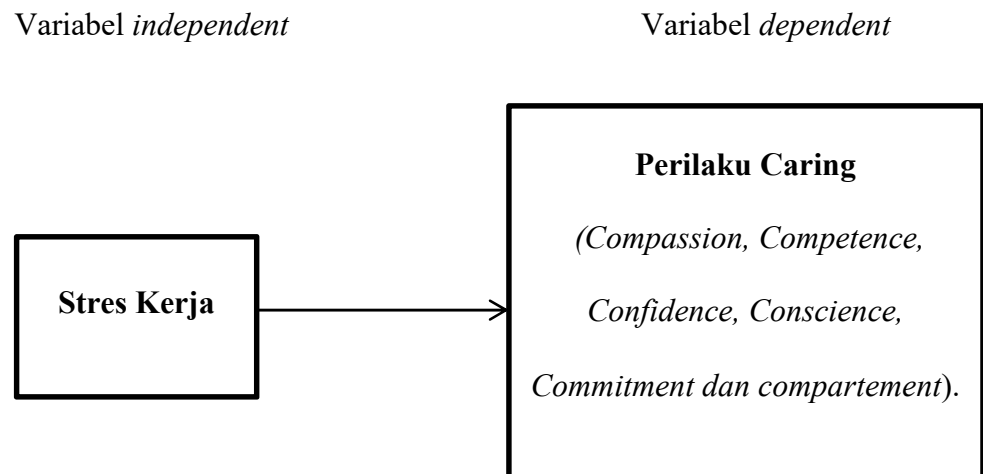 Variabel independent
Variabel dependent
Stres Kerja
Perilaku Caring
(Compassion, Competence,
Confidence, Conscience,
Commitment dan compartement).